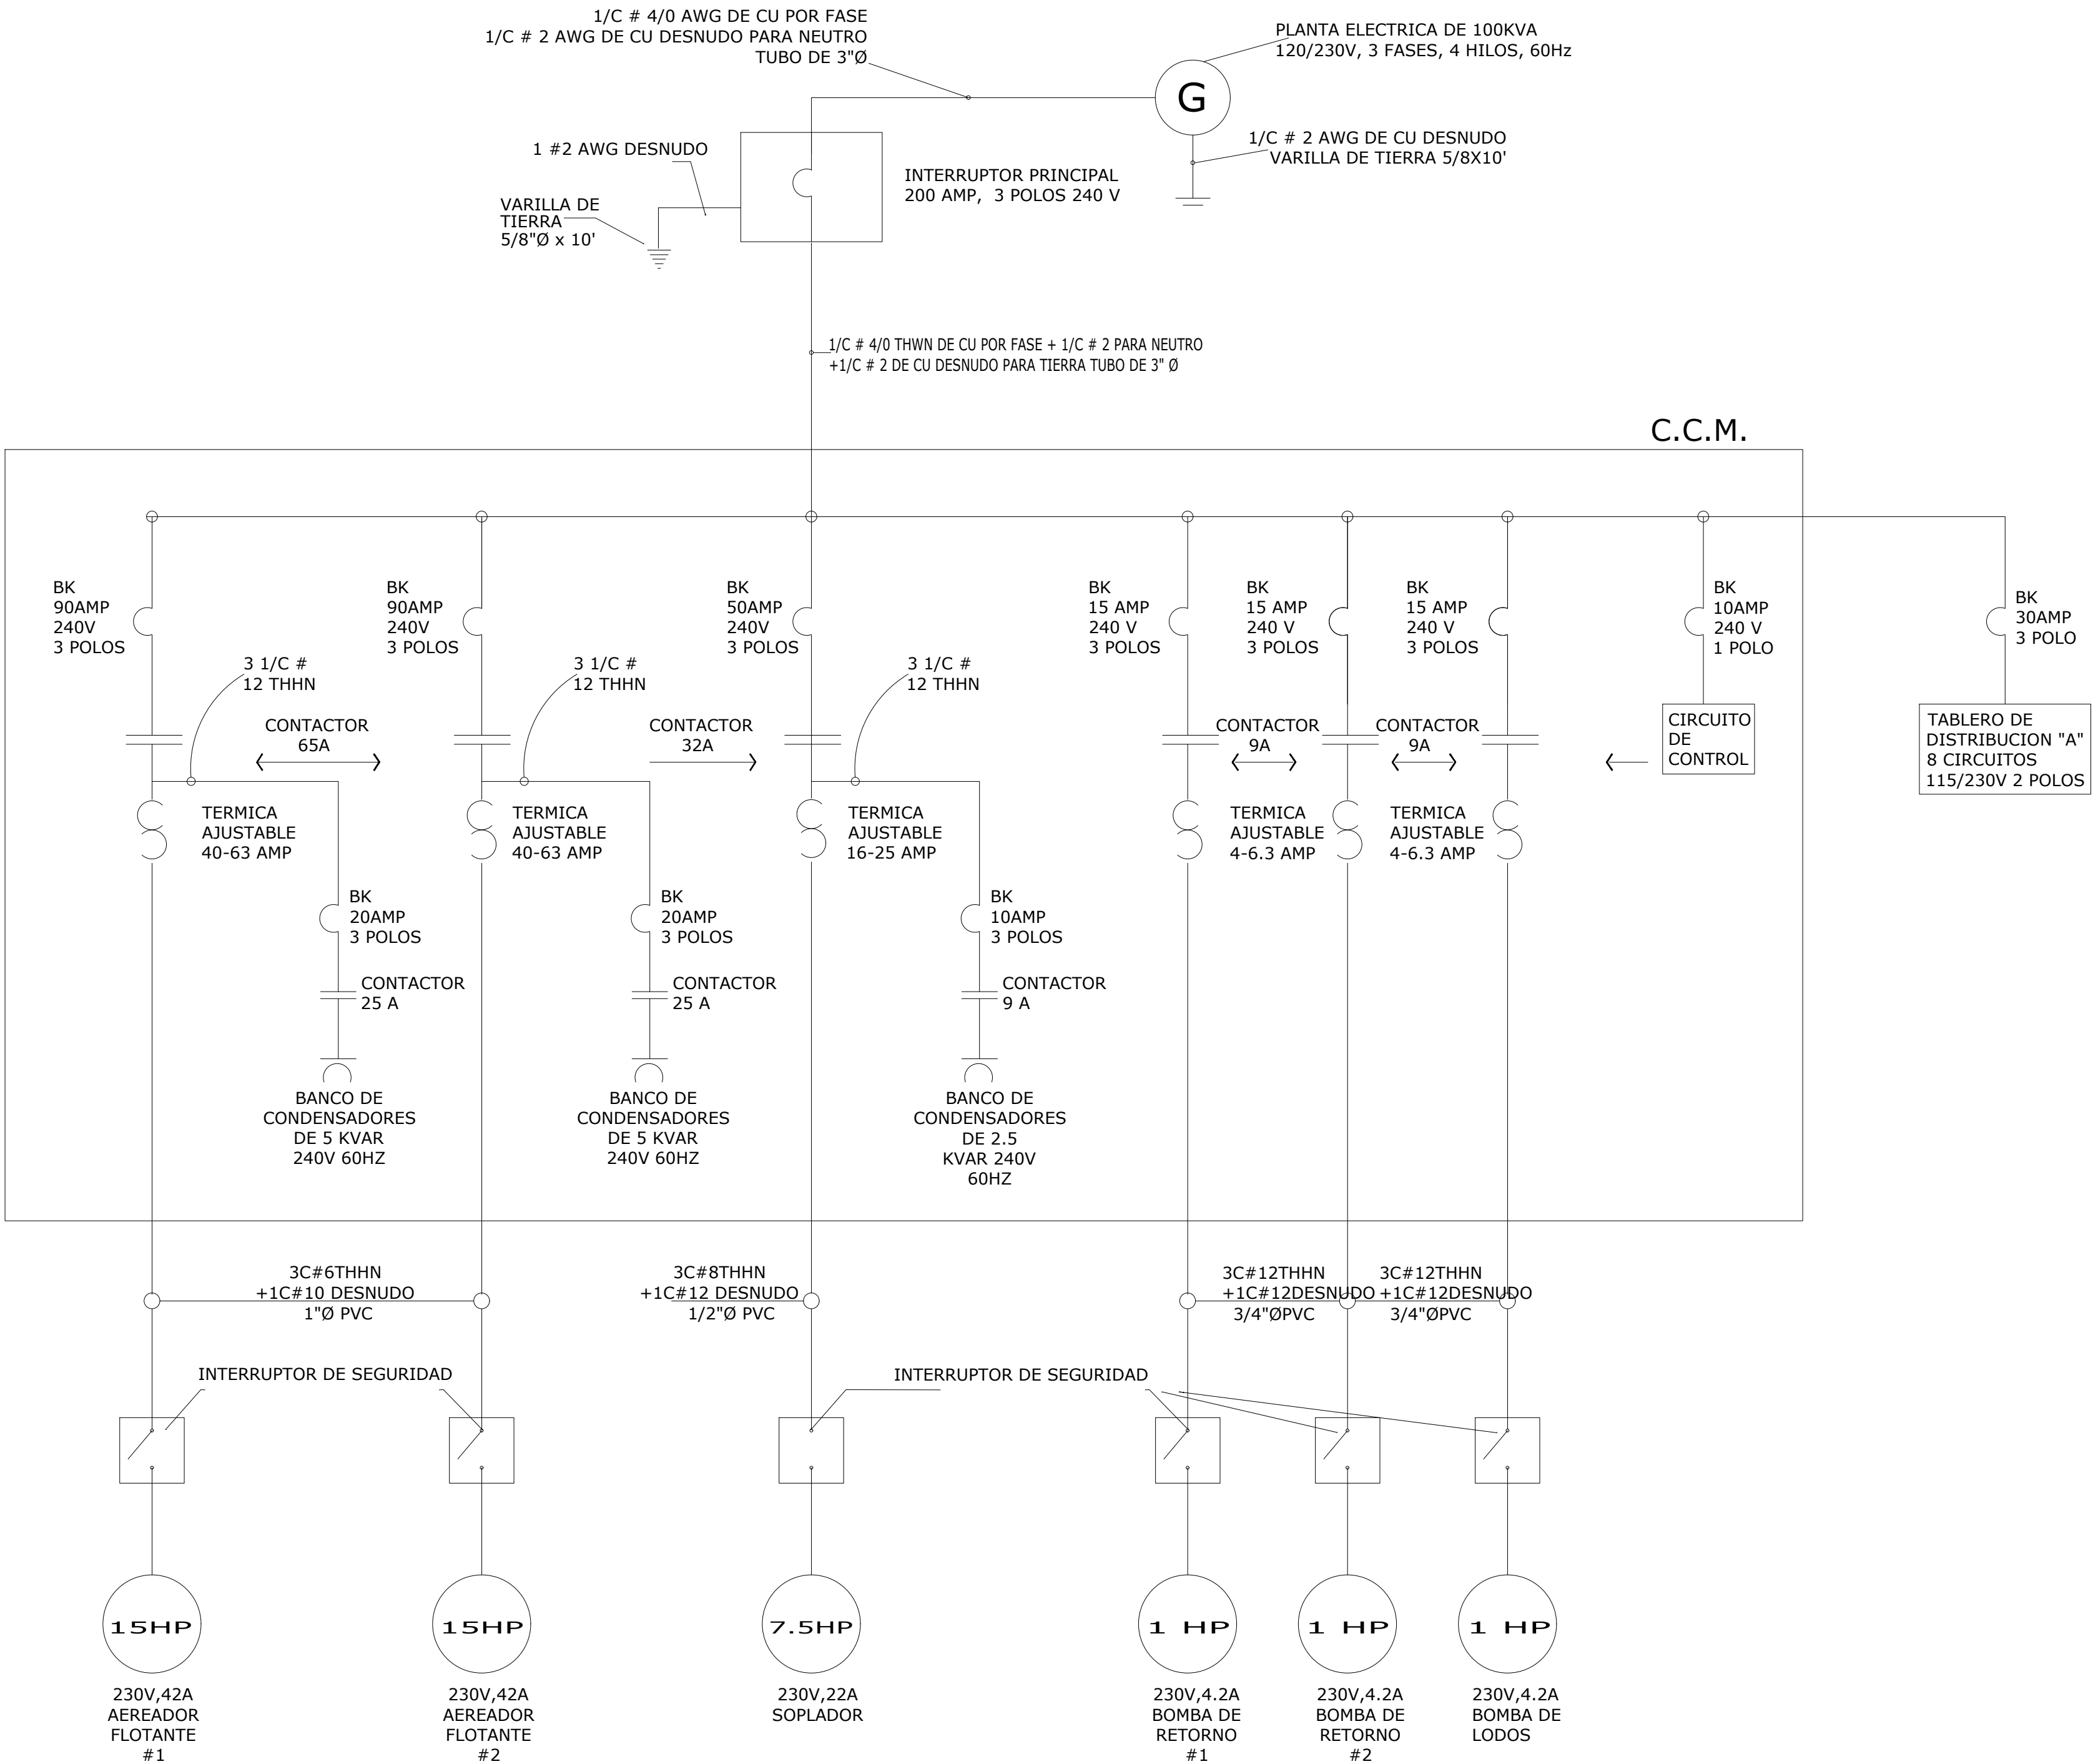 1/C # 4/0 AWG DE CU POR FASE
1/C # 2 AWG DE CU DESNUDO PARA NEUTRO
TUBO DE 3"Ø
PLANTA ELECTRICA DE 100KVA
120/230V, 3 FASES, 4 HILOS, 60Hz
G
1 #2 AWG DESNUDO
1/C # 2 AWG DE CU DESNUDO
VARILLA DE TIERRA 5/8X10'
INTERRUPTOR PRINCIPAL
200 AMP, 3 POLOS 240 V
VARILLA DE
TIERRA
5/8"Ø x 10'
1/C # 4/0 THWN DE CU POR FASE + 1/C # 2 PARA NEUTRO
+1/C # 2 DE CU DESNUDO PARA TIERRA TUBO DE 3" Ø
C.C.M.
BK
90AMP
240V
3 POLOS
BK
90AMP
240V
3 POLOS
BK
50AMP
240V
3 POLOS
BK
15 AMP
240 V
3 POLOS
BK
15 AMP
240 V
3 POLOS
BK
15 AMP
240 V
3 POLOS
BK
10AMP
240 V
1 POLO
BK
30AMP
3 POLO
3 1/C #
12 THHN
3 1/C #
12 THHN
3 1/C #
12 THHN
CONTACTOR
65A
CONTACTOR
32A
CONTACTOR
9A
CONTACTOR
9A
CIRCUITO
DE
CONTROL
TABLERO DE
DISTRIBUCION "A"
8 CIRCUITOS
115/230V 2 POLOS
TERMICA
AJUSTABLE
40-63 AMP
TERMICA
AJUSTABLE
40-63 AMP
TERMICA
AJUSTABLE
16-25 AMP
TERMICA
AJUSTABLE
4-6.3 AMP
TERMICA
AJUSTABLE
4-6.3 AMP
BK
20AMP
3 POLOS
BK
20AMP
3 POLOS
BK
10AMP
3 POLOS
CONTACTOR
25 A
CONTACTOR
25 A
CONTACTOR
9 A
BANCO DE
CONDENSADORES
DE 5 KVAR
240V 60HZ
BANCO DE
CONDENSADORES
DE 5 KVAR
240V 60HZ
BANCO DE
CONDENSADORES
DE 2.5
KVAR 240V
60HZ
3C#6THHN
+1C#10 DESNUDO
1"Ø PVC
3C#8THHN
+1C#12 DESNUDO
1/2"Ø PVC
3C#12THHN
+1C#12DESNUDO
3/4"ØPVC
3C#12THHN
+1C#12DESNUDO
3/4"ØPVC
INTERRUPTOR DE SEGURIDAD
INTERRUPTOR DE SEGURIDAD
15HP
15HP
7.5HP
1 HP
1 HP
1 HP
230V,42A
AEREADOR
FLOTANTE
#1
230V,42A
AEREADOR
FLOTANTE
#2
230V,22A
SOPLADOR
230V,4.2A
BOMBA DE
RETORNO
#1
230V,4.2A
BOMBA DE
RETORNO
#2
230V,4.2A
BOMBA DE
LODOS